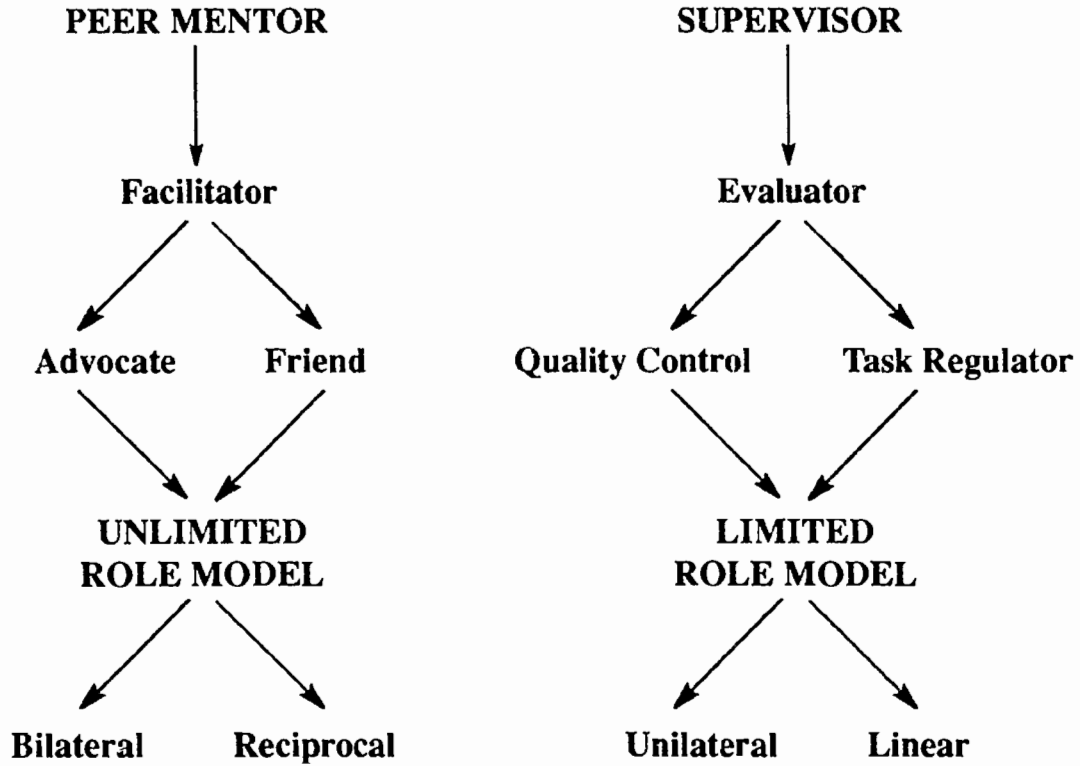 PEER MENTOR
Facilitator
Advocate
Friend
UNLIMITED
ROLE MODEL
Bilateral
Reciprocal
SUPERVISOR
Evaluator
Quality Control
Task Regulator
LIMITED
ROLE MODEL
Unilateral
Linear